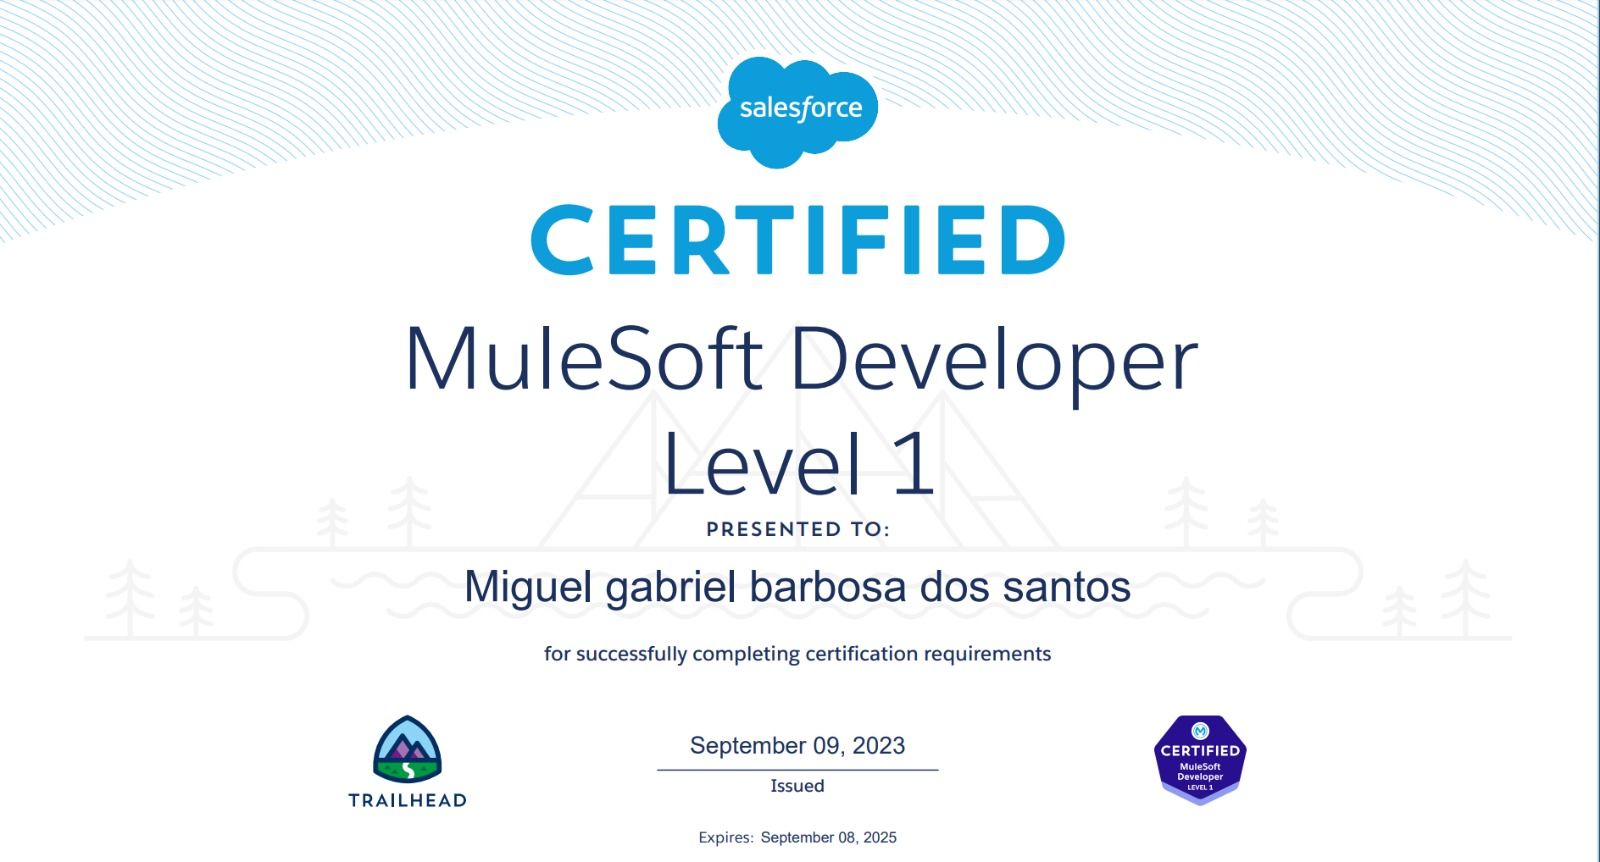 salesforce
CERTIFIED
MuleSoft Developer
Level 1
PRESENTED TO:
Miguel gabriel barbosa dos santos
for successfully completing certification requirements
TRAILHEAD
September 09, 2023
Issued
Expires: September 08, 2025
CERTIFIED
MuleSoft
Developer
LEVEL 1